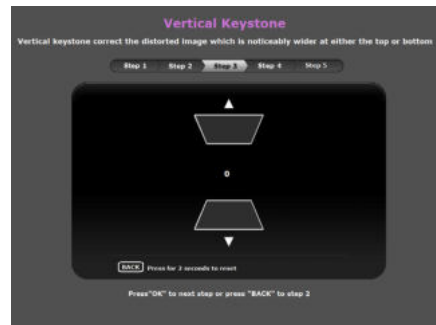 Vertical Keystone
Vertical keystone correct the distorted image which is noticeably wider at either the top or bottom
Step 1 Step 2 Step 3 Step 4 Step 5
0
BACK Press for 3 seconds to reset
Press"OK" to next step or press "BACK" to step 2